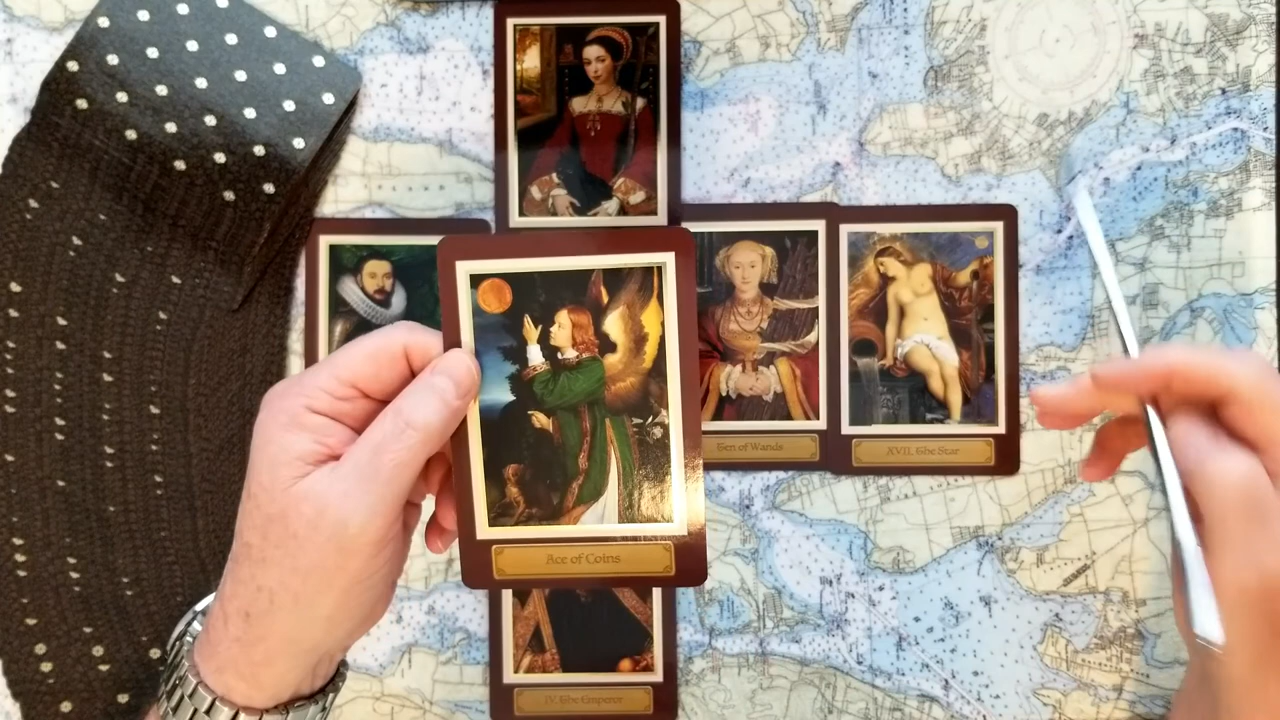 Ten of Wands
XVII. The Star
Ace of Coins
IV. The Emperor